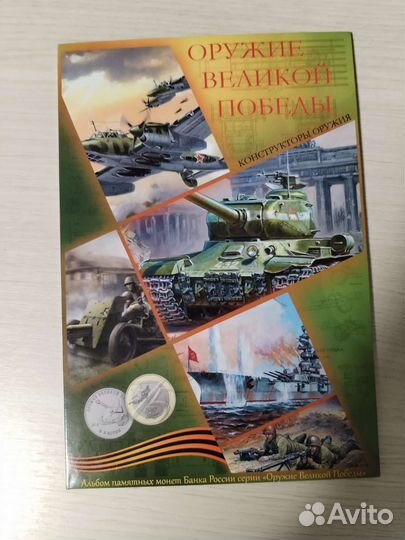 ОРУЖИЕ
ВЕЛИКОЙ
ПОБЕДЫ
КОНСТРУКТОРЫ ОРУЖИЯ
Альбом памятных монет Банка России серии «Оружие Великой Победы»
Avito